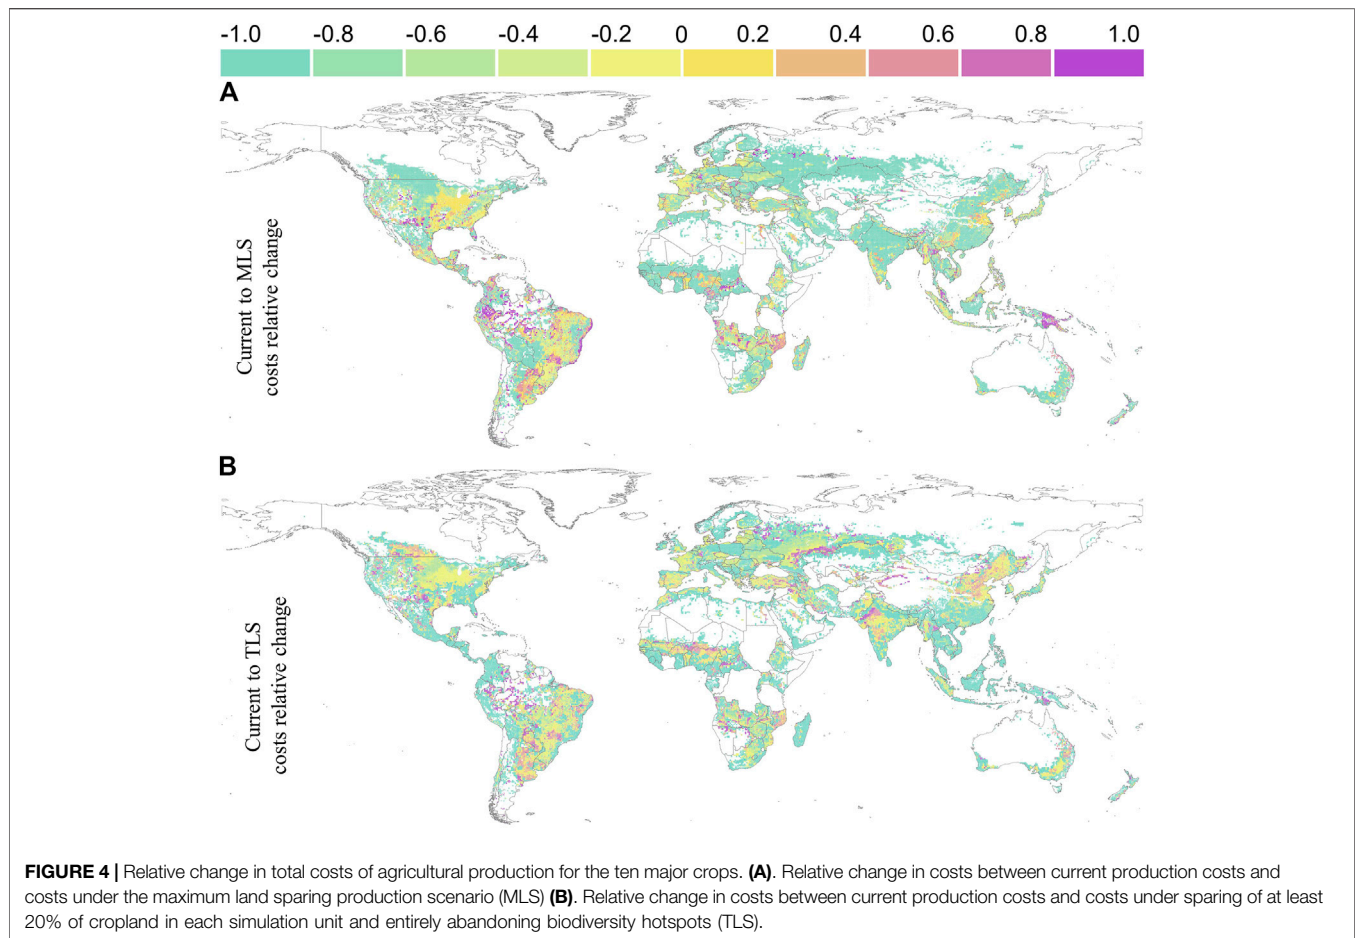 -1.0 -0.8 -0.6 -0.4 -0.2 0 0.2 0.4 0.6 0.8 1.0
A
Current to MLS
costs relative change
B
Current to TLS
costs relative change
FIGURE 4 | Relative change in total costs of agricultural production for the ten major crops. (A). Relative change in costs between current production costs and
costs under the maximum land sparing production scenario (MLS) (B). Relative change in costs between current production costs and costs under sparing of at least
20% of cropland in each simulation unit and entirely abandoning biodiversity hotspots (TLS).